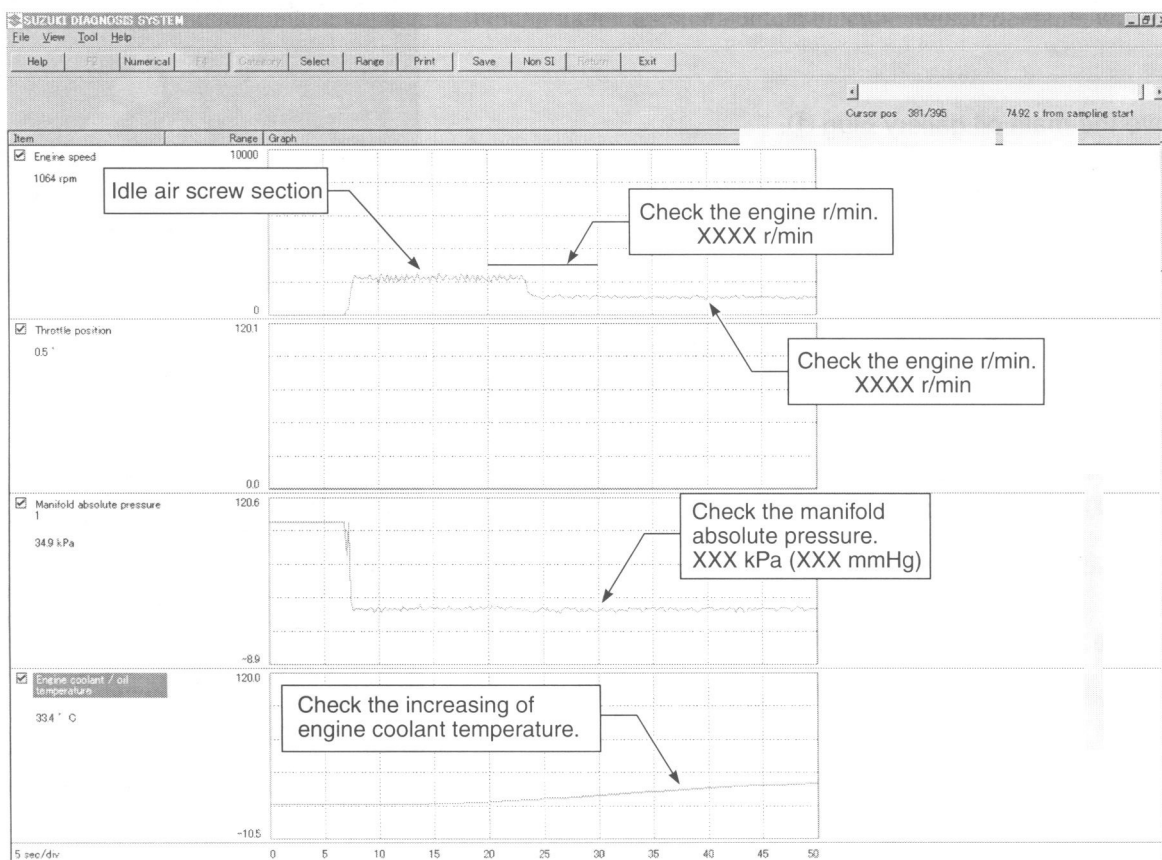 SUZUKI DIAGNOSIS SYSTEM
File View Tool Help
Help F2 Numerical F4 Category Select Range Print Save Non SI Return Exit
Cursor pos 381/395 74.92 s from sampling start
Item Range Graph
Engine speed
1064 rpm
10000
0
Idle air screw section
Check the engine r/min.
XXXX r/min
Check the engine r/min.
XXXX r/min
Throttle position
0.5 °
120.1
0.0
Manifold absolute pressure
1
34.9 kPa
120.6
-8.9
Check the manifold
absolute pressure.
XXX kPa (XXX mmHg)
Engine coolant / oil
temperature
33.4 ° C
120.0
-10.5
Check the increasing of
engine coolant temperature.
5 sec/div 0 5 10 15 20 25 30 35 40 45 50